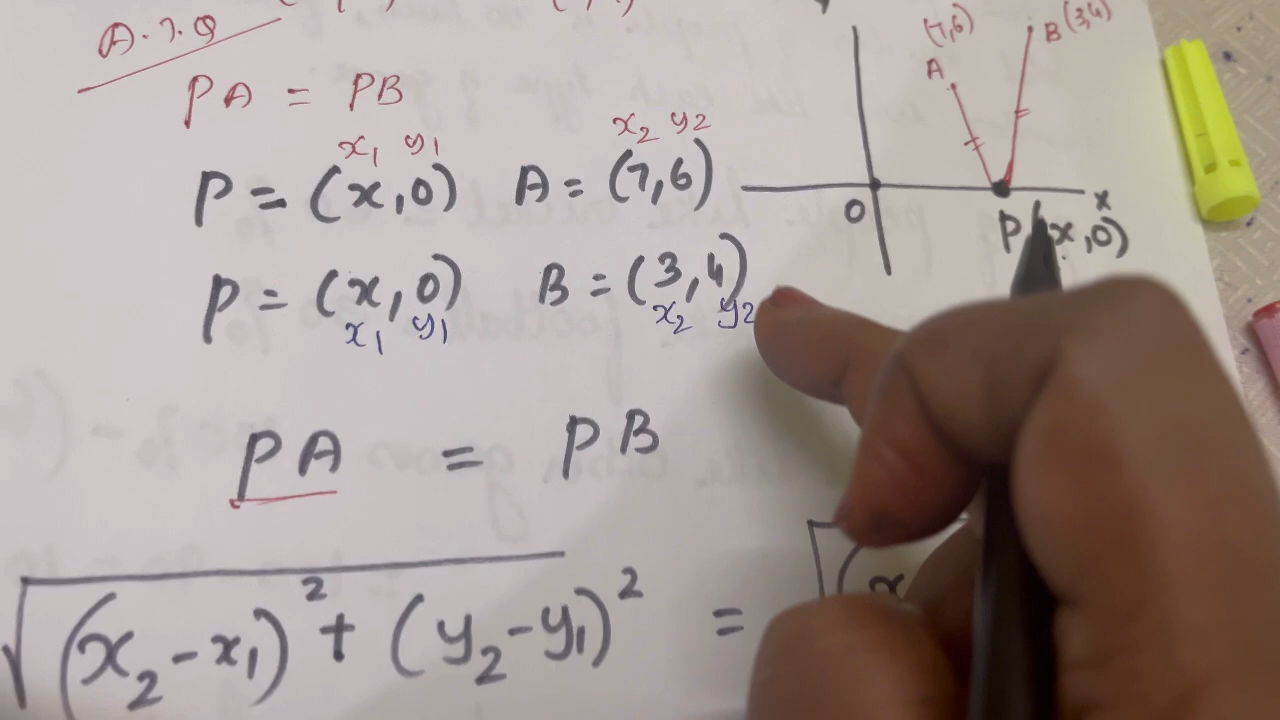 A.T.Q
PA = PB
x1 y1 x2 y2
P = (x,0) A = (7,6)
P = (x,0) B = (3,4)
x1 y1 x2 y2
PA = PB
√(x2-x1)²+(y2-y1)² = √(x
(7,6) B (3,4)
A
O x
P (x,0)